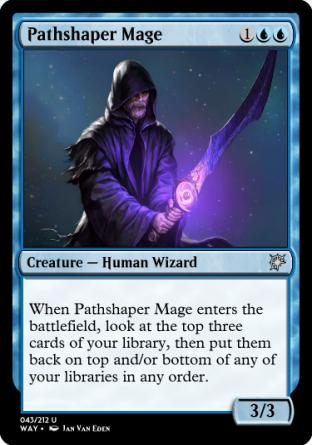 Pathshaper Mage 1
Creature — Human Wizard
When Pathshaper Mage enters the
battlefield, look at the top three
cards of your library, then put them
back on top and/or bottom of any of
your libraries in any order.
3/3
043/212 U
WAY • Jan Van Eden